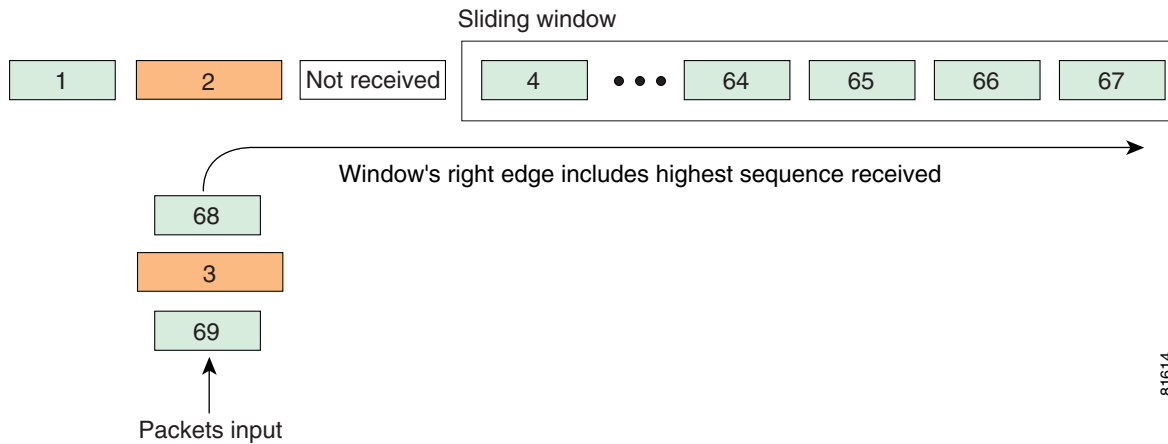 Sliding window
1 2 Not received 4 ••• 64 65 66 67
Window's right edge includes highest sequence received
68
3
69
Packets input
81614